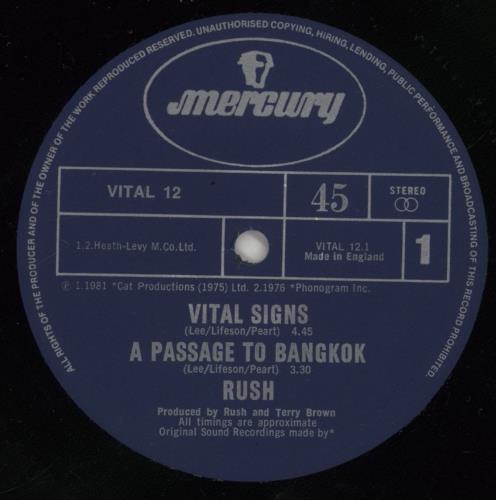 ALL RIGHTS OF THE PRODUCER AND OF THE OWNER OF THE WORK REPRODUCED RESERVED. UNAUTHORISED COPYING, HIRING, LENDING, PUBLIC PERFORMANCE AND BROADCASTING OF THIS RECORD PROHIBITED.
mercury
VITAL 12
45
STEREO
1.2.Heath-Levy M.Co.Ltd.
VITAL 12.1
Made in England
1
℗ 1.1981 *Cat Productions (1975) Ltd. 2.1976 *Phonogram Inc.
VITAL SIGNS
(Lee/Lifeson/Peart) 4.45
A PASSAGE TO BANGKOK
(Lee/Lifeson/Peart) 3.30
RUSH
Produced by Rush and Terry Brown
All timings are approximate
Original Sound Recordings made by*